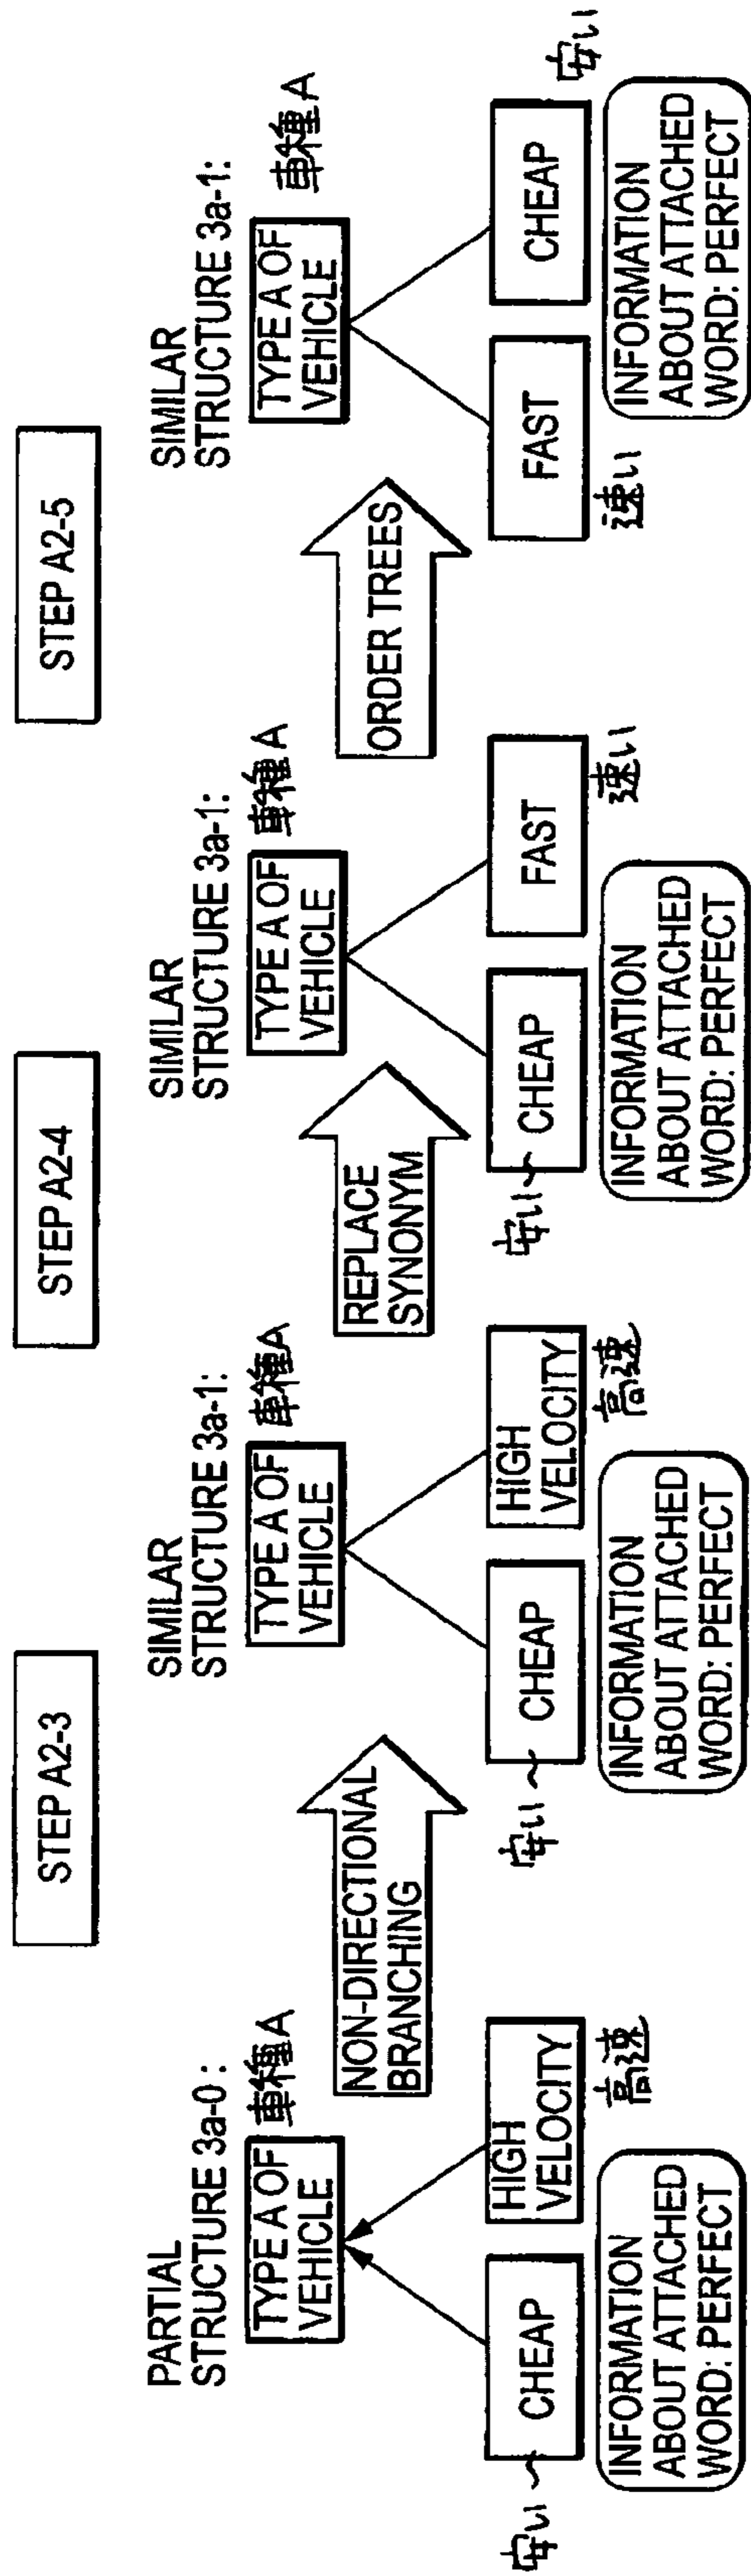 STEP A2-3
STEP A2-4
STEP A2-5
PARTIAL
STRUCTURE 3a-0 :
TYPE A OF
VEHICLE
車種A
CHEAP
安い
HIGH
VELOCITY
高速
INFORMATION
ABOUT ATTACHED
WORD: PERFECT
NON-DIRECTIONAL
BRANCHING
SIMILAR
STRUCTURE 3a-1:
TYPE A OF
VEHICLE
車種A
CHEAP
安い
HIGH
VELOCITY
高速
INFORMATION
ABOUT ATTACHED
WORD: PERFECT
REPLACE
SYNONYM
SIMILAR
STRUCTURE 3a-1:
TYPE A OF
VEHICLE
車種A
CHEAP
安い
FAST
速い
INFORMATION
ABOUT ATTACHED
WORD: PERFECT
ORDER TREES
SIMILAR
STRUCTURE 3a-1:
TYPE A OF
VEHICLE
車種A
FAST
速い
CHEAP
安い
INFORMATION
ABOUT ATTACHED
WORD: PERFECT